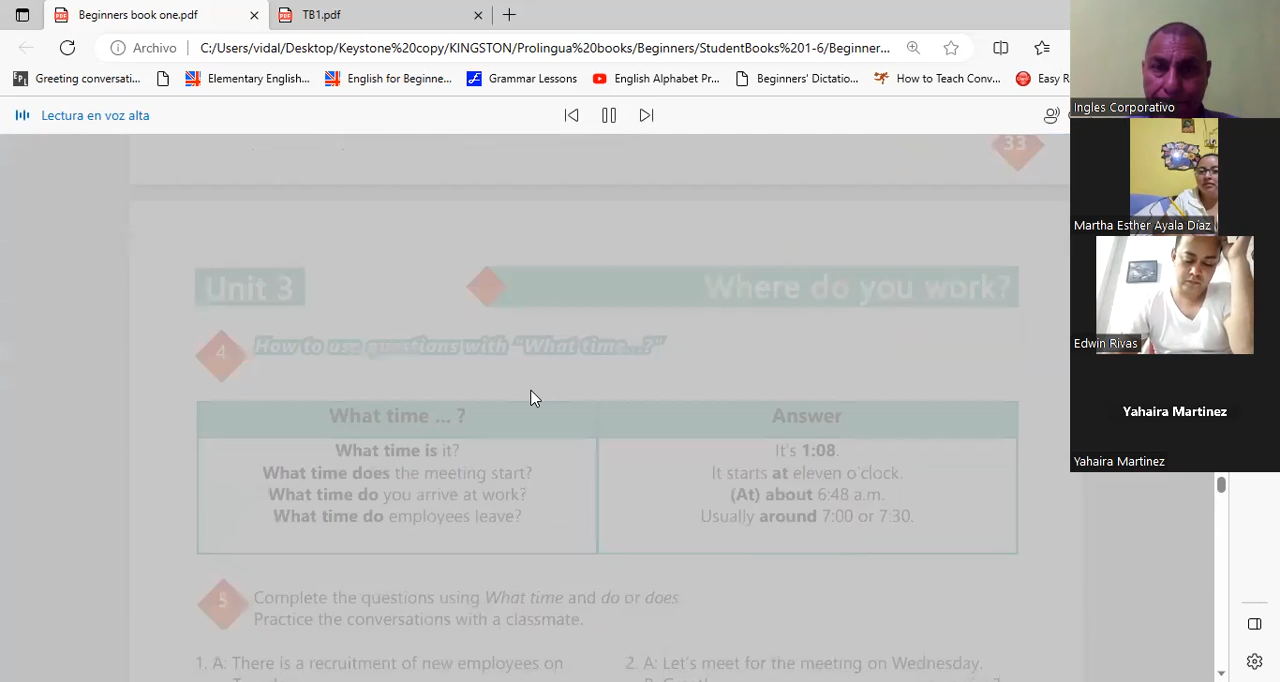 Beginners book one.pdf
TB1.pdf
Archivo
C:/Users/vidal/Desktop/Keystone%20copy/KINGSTON/Prolingua%20books/Beginners/StudentBooks%201-6/Beginner...
Greeting conversati...
Elementary English...
English for Beginne...
Grammar Lessons
English Alphabet Pr...
Beginners' Dictatio...
How to Teach Conv...
Easy R
Lectura en voz alta
33
Unit 3
Where do you work?
4
How to use questions with “What time...?”
What time ... ?
Answer
What time is it?
It's 1:08.
What time does the meeting start?
It starts at eleven o'clock.
What time do you arrive at work?
(At) about 6:48 a.m.
What time do employees leave?
Usually around 7:00 or 7:30.
5
Complete the questions using What time and do or does.
Practice the conversations with a classmate.
1. A: There is a recruitment of new employees on
2. A: Let's meet for the meeting on Wednesday.
Ingles Corporativo
Martha Esther Ayala Díaz
Edwin Rivas
Yahaira Martinez
Yahaira Martinez